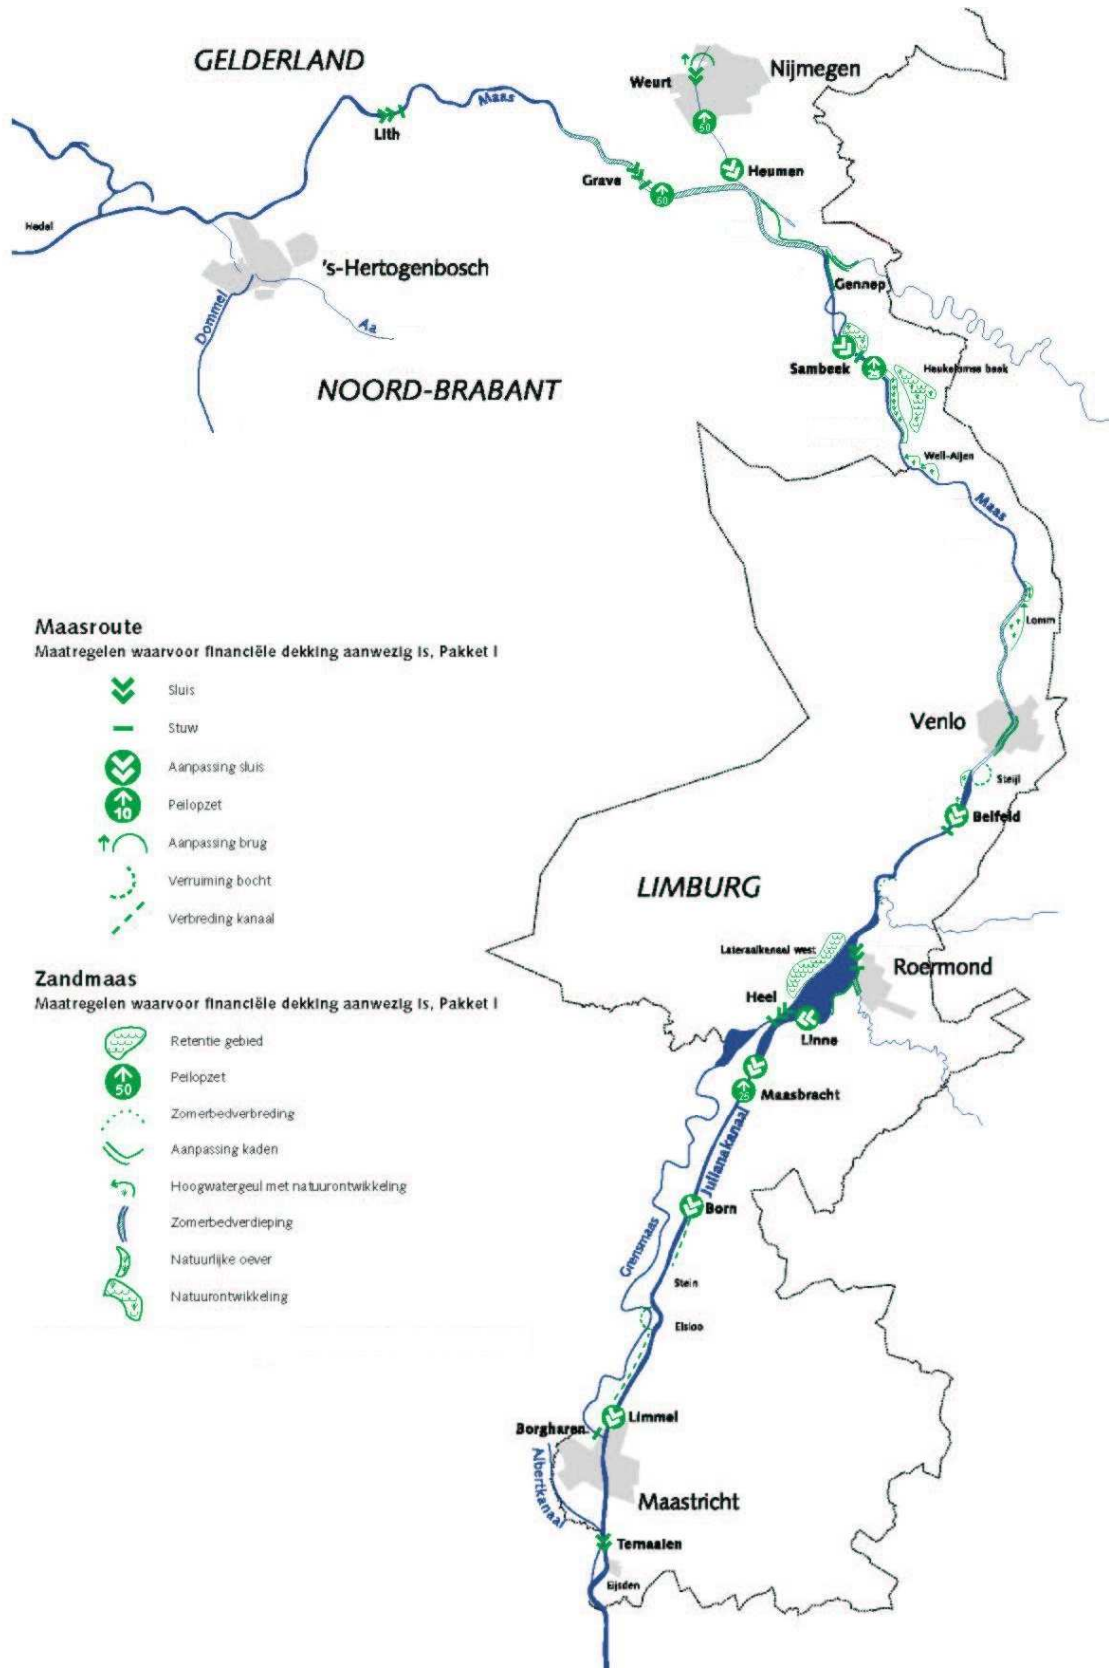 GELDERLAND
Nijmegen
Weurt
50
Maas
Lith
Heumen
Grave
50
Hedel
's-Hertogenbosch
Gennep
Dommel
Aa
NOORD-BRABANT
Sambeek
25
Heukelomse beek
Well-Aijen
Maas
Lomm
Maasroute
Maatregelen waarvoor financiële dekking aanwezig is, Pakket I
Sluis
Stuw
Aanpassing sluis
10
Peilopzet
Aanpassing brug
Verruiming bocht
Verbreding kanaal
Venlo
Steijl
Belfeld
LIMBURG
Lateraalkanaal west
Roermond
Heel
Linne
Maasbracht
25
Julianakanaal
Zandmaas
Maatregelen waarvoor financiële dekking aanwezig is, Pakket I
Retentie gebied
50
Peilopzet
Zomerbedverbreding
Aanpassing kaden
Hoogwatergeul met natuurontwikkeling
Zomerbedverdieping
Natuurlijke oever
Natuurontwikkeling
Born
Grensmaas
Stein
Elsloo
Limmel
Borgharen
Albertkanaal
Maastricht
Ternaaien
Eijsden